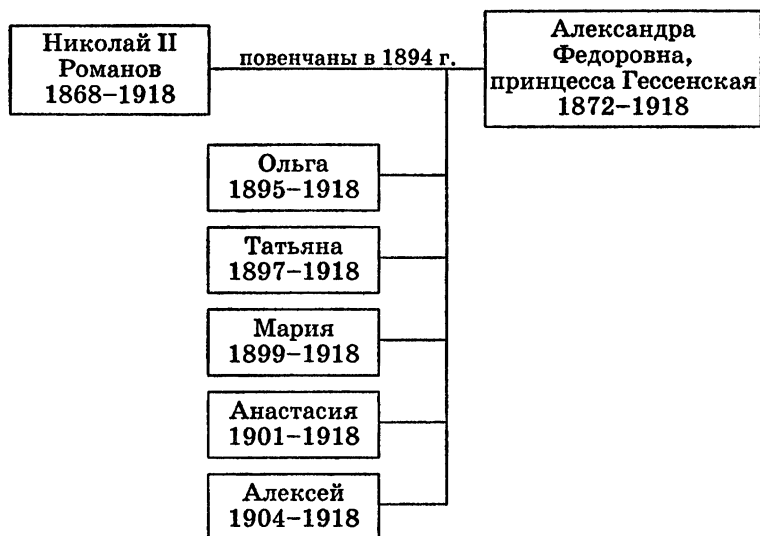 Николай II
Романов
1868–1918
повенчаны в 1894 г.
Александра
Федоровна,
принцесса Гессенская
1872–1918
Ольга
1895–1918
Татьяна
1897–1918
Мария
1899–1918
Анастасия
1901–1918
Алексей
1904–1918